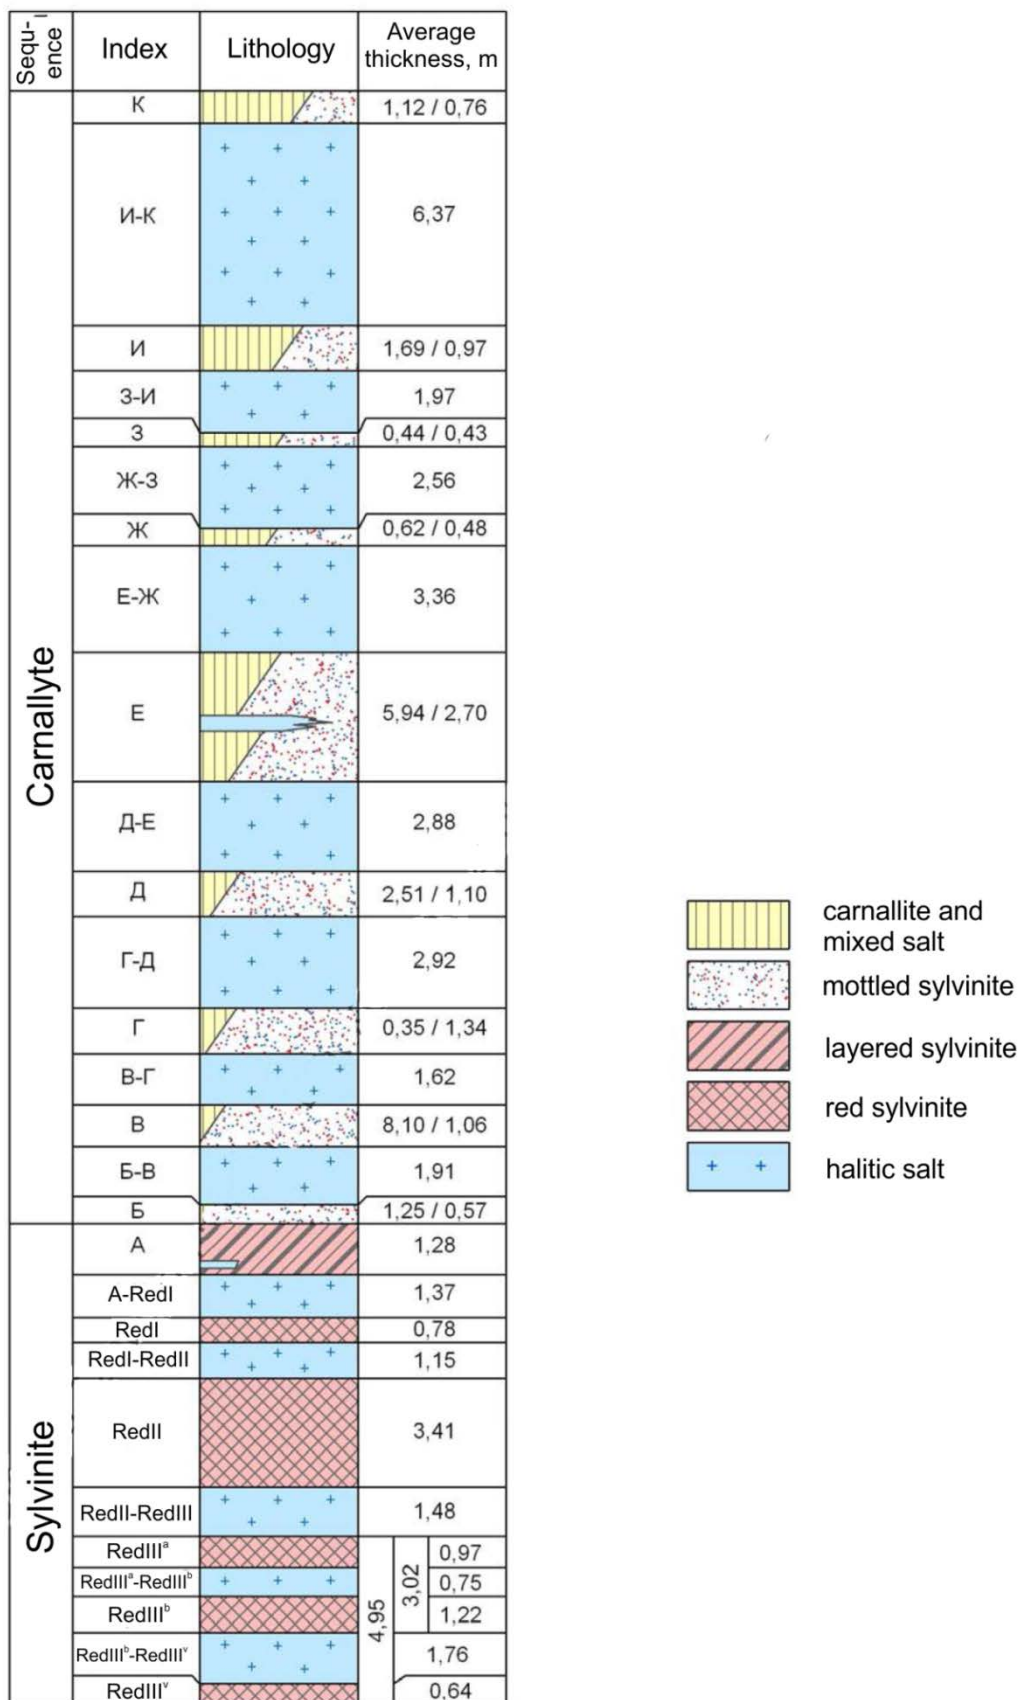 Sequ-
ence
Index
Lithology
Average
thickness, m
Carnallyte
К
1,12 / 0,76
И-К
6,37
И
1,69 / 0,97
З-И
1,97
З
0,44 / 0,43
Ж-З
2,56
Ж
0,62 / 0,48
Е-Ж
3,36
Е
5,94 / 2,70
Д-Е
2,88
Д
2,51 / 1,10
Г-Д
2,92
Г
0,35 / 1,34
В-Г
1,62
В
8,10 / 1,06
Б-В
1,91
Б
1,25 / 0,57
Sylvinite
А
1,28
A-RedI
1,37
RedI
0,78
RedI-RedII
1,15
RedII
3,41
RedII-RedIII
1,48
RedIIIᵃ
0,97
RedIIIᵃ-RedIIIᵇ
0,75
RedIIIᵇ
1,22
3,02
4,95
RedIIIᵇ-RedIIIᵛ
1,76
RedIIIᵛ
0,64
carnallite and
mixed salt
mottled sylvinite
layered sylvinite
red sylvinite
halitic salt